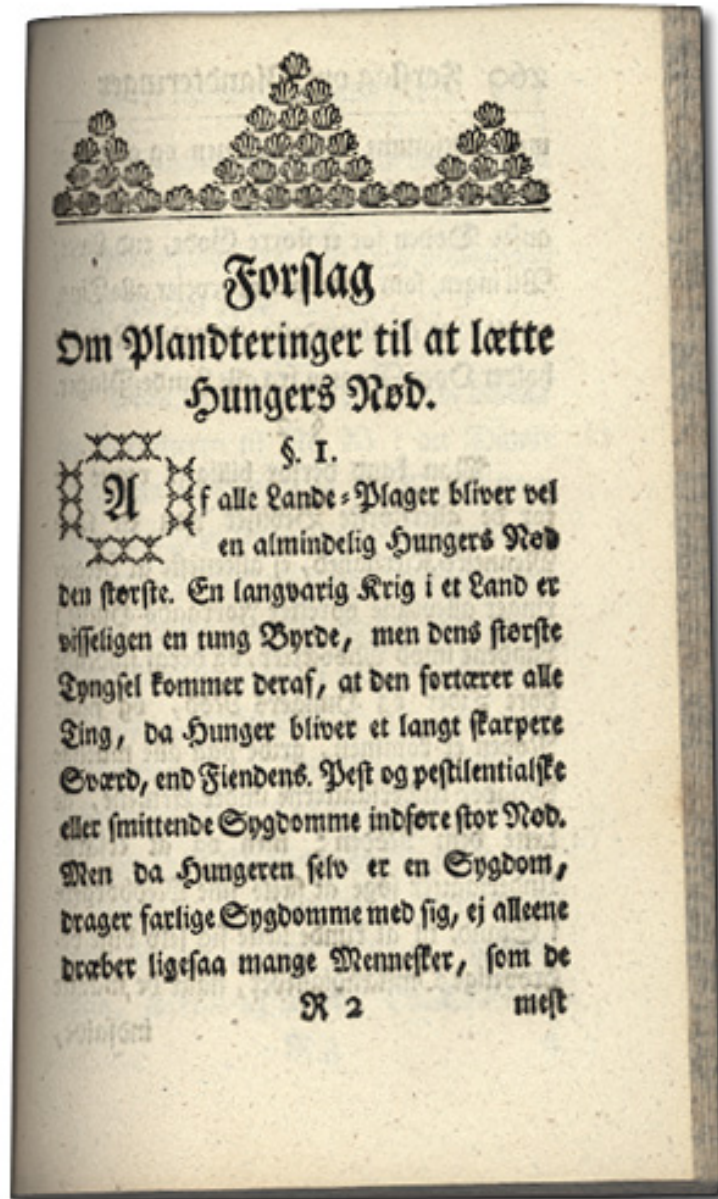 Forslag
Om Plandteringer til at lætte
Hungers Nød.
§. 1.
Af alle Lande-Plager bliver vel
en almindelig Hungers Nød
den største. En langvarig Krig i et Land er
visseligen en tung Byrde, men dens største
Tyngsel kommer deraf, at den fortærer alle
Ting, da Hunger bliver et langt skarpere
Sværd, end Fiendens. Pest og pestilentialske
eller smittende Sygdomme indføre stor Nød.
Men da Hungeren selv er en Sygdom,
drager farlige Sygdomme med sig, ej alleene
dræber ligesaa mange Mennesker, som de
R 2 mest